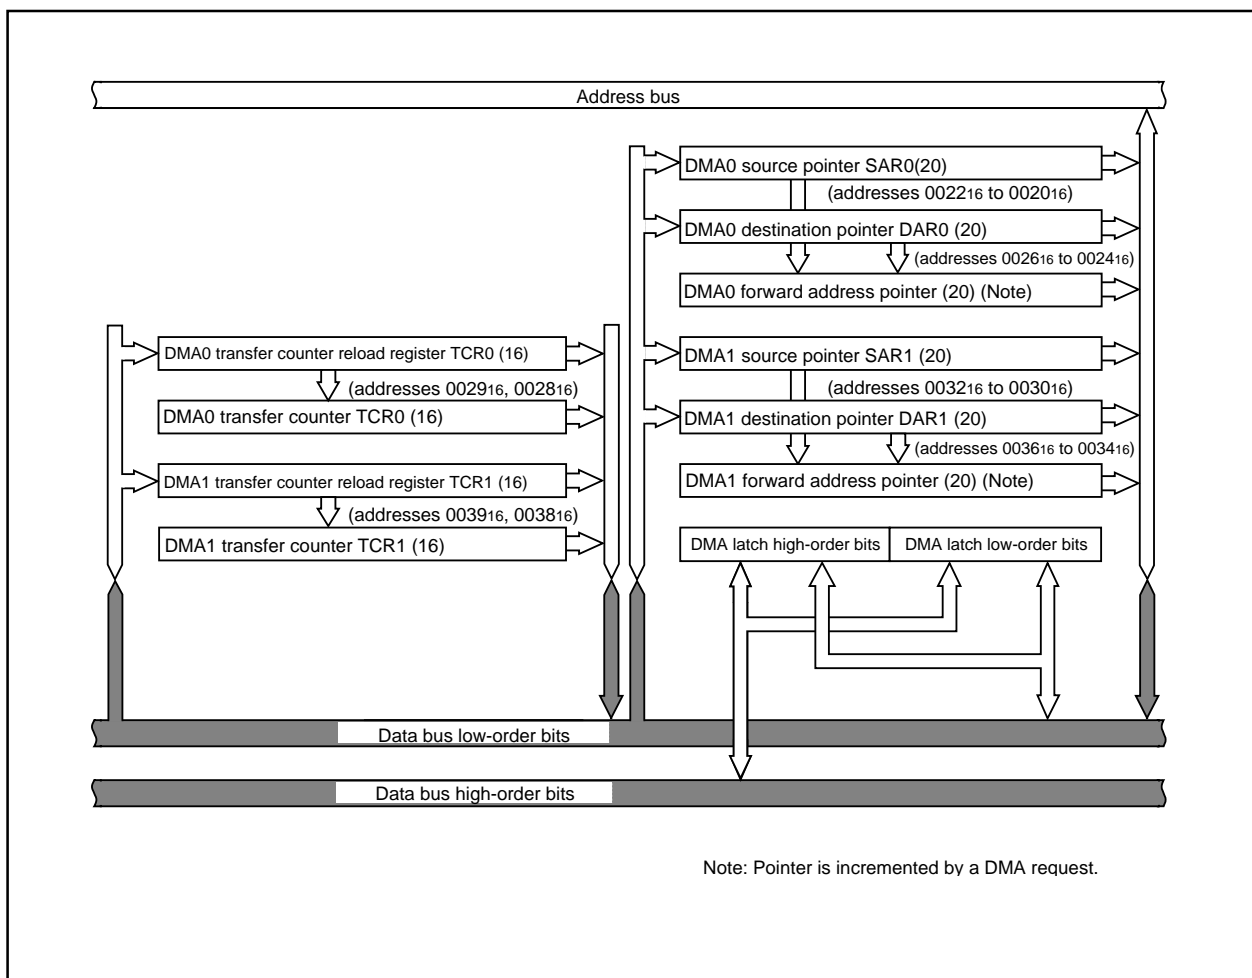 Address bus
DMA0 source pointer SAR0(20)
(addresses 002216 to 002016)
DMA0 destination pointer DAR0 (20)
(addresses 002616 to 002416)
DMA0 forward address pointer (20) (Note)
DMA0 transfer counter reload register TCR0 (16)
(addresses 002916, 002816)
DMA0 transfer counter TCR0 (16)
DMA1 transfer counter reload register TCR1 (16)
(addresses 003916, 003816)
DMA1 transfer counter TCR1 (16)
DMA1 source pointer SAR1 (20)
(addresses 003216 to 003016)
DMA1 destination pointer DAR1 (20)
(addresses 003616 to 003416)
DMA1 forward address pointer (20) (Note)
DMA latch high-order bits
DMA latch low-order bits
Data bus low-order bits
Data bus high-order bits
Note: Pointer is incremented by a DMA request.